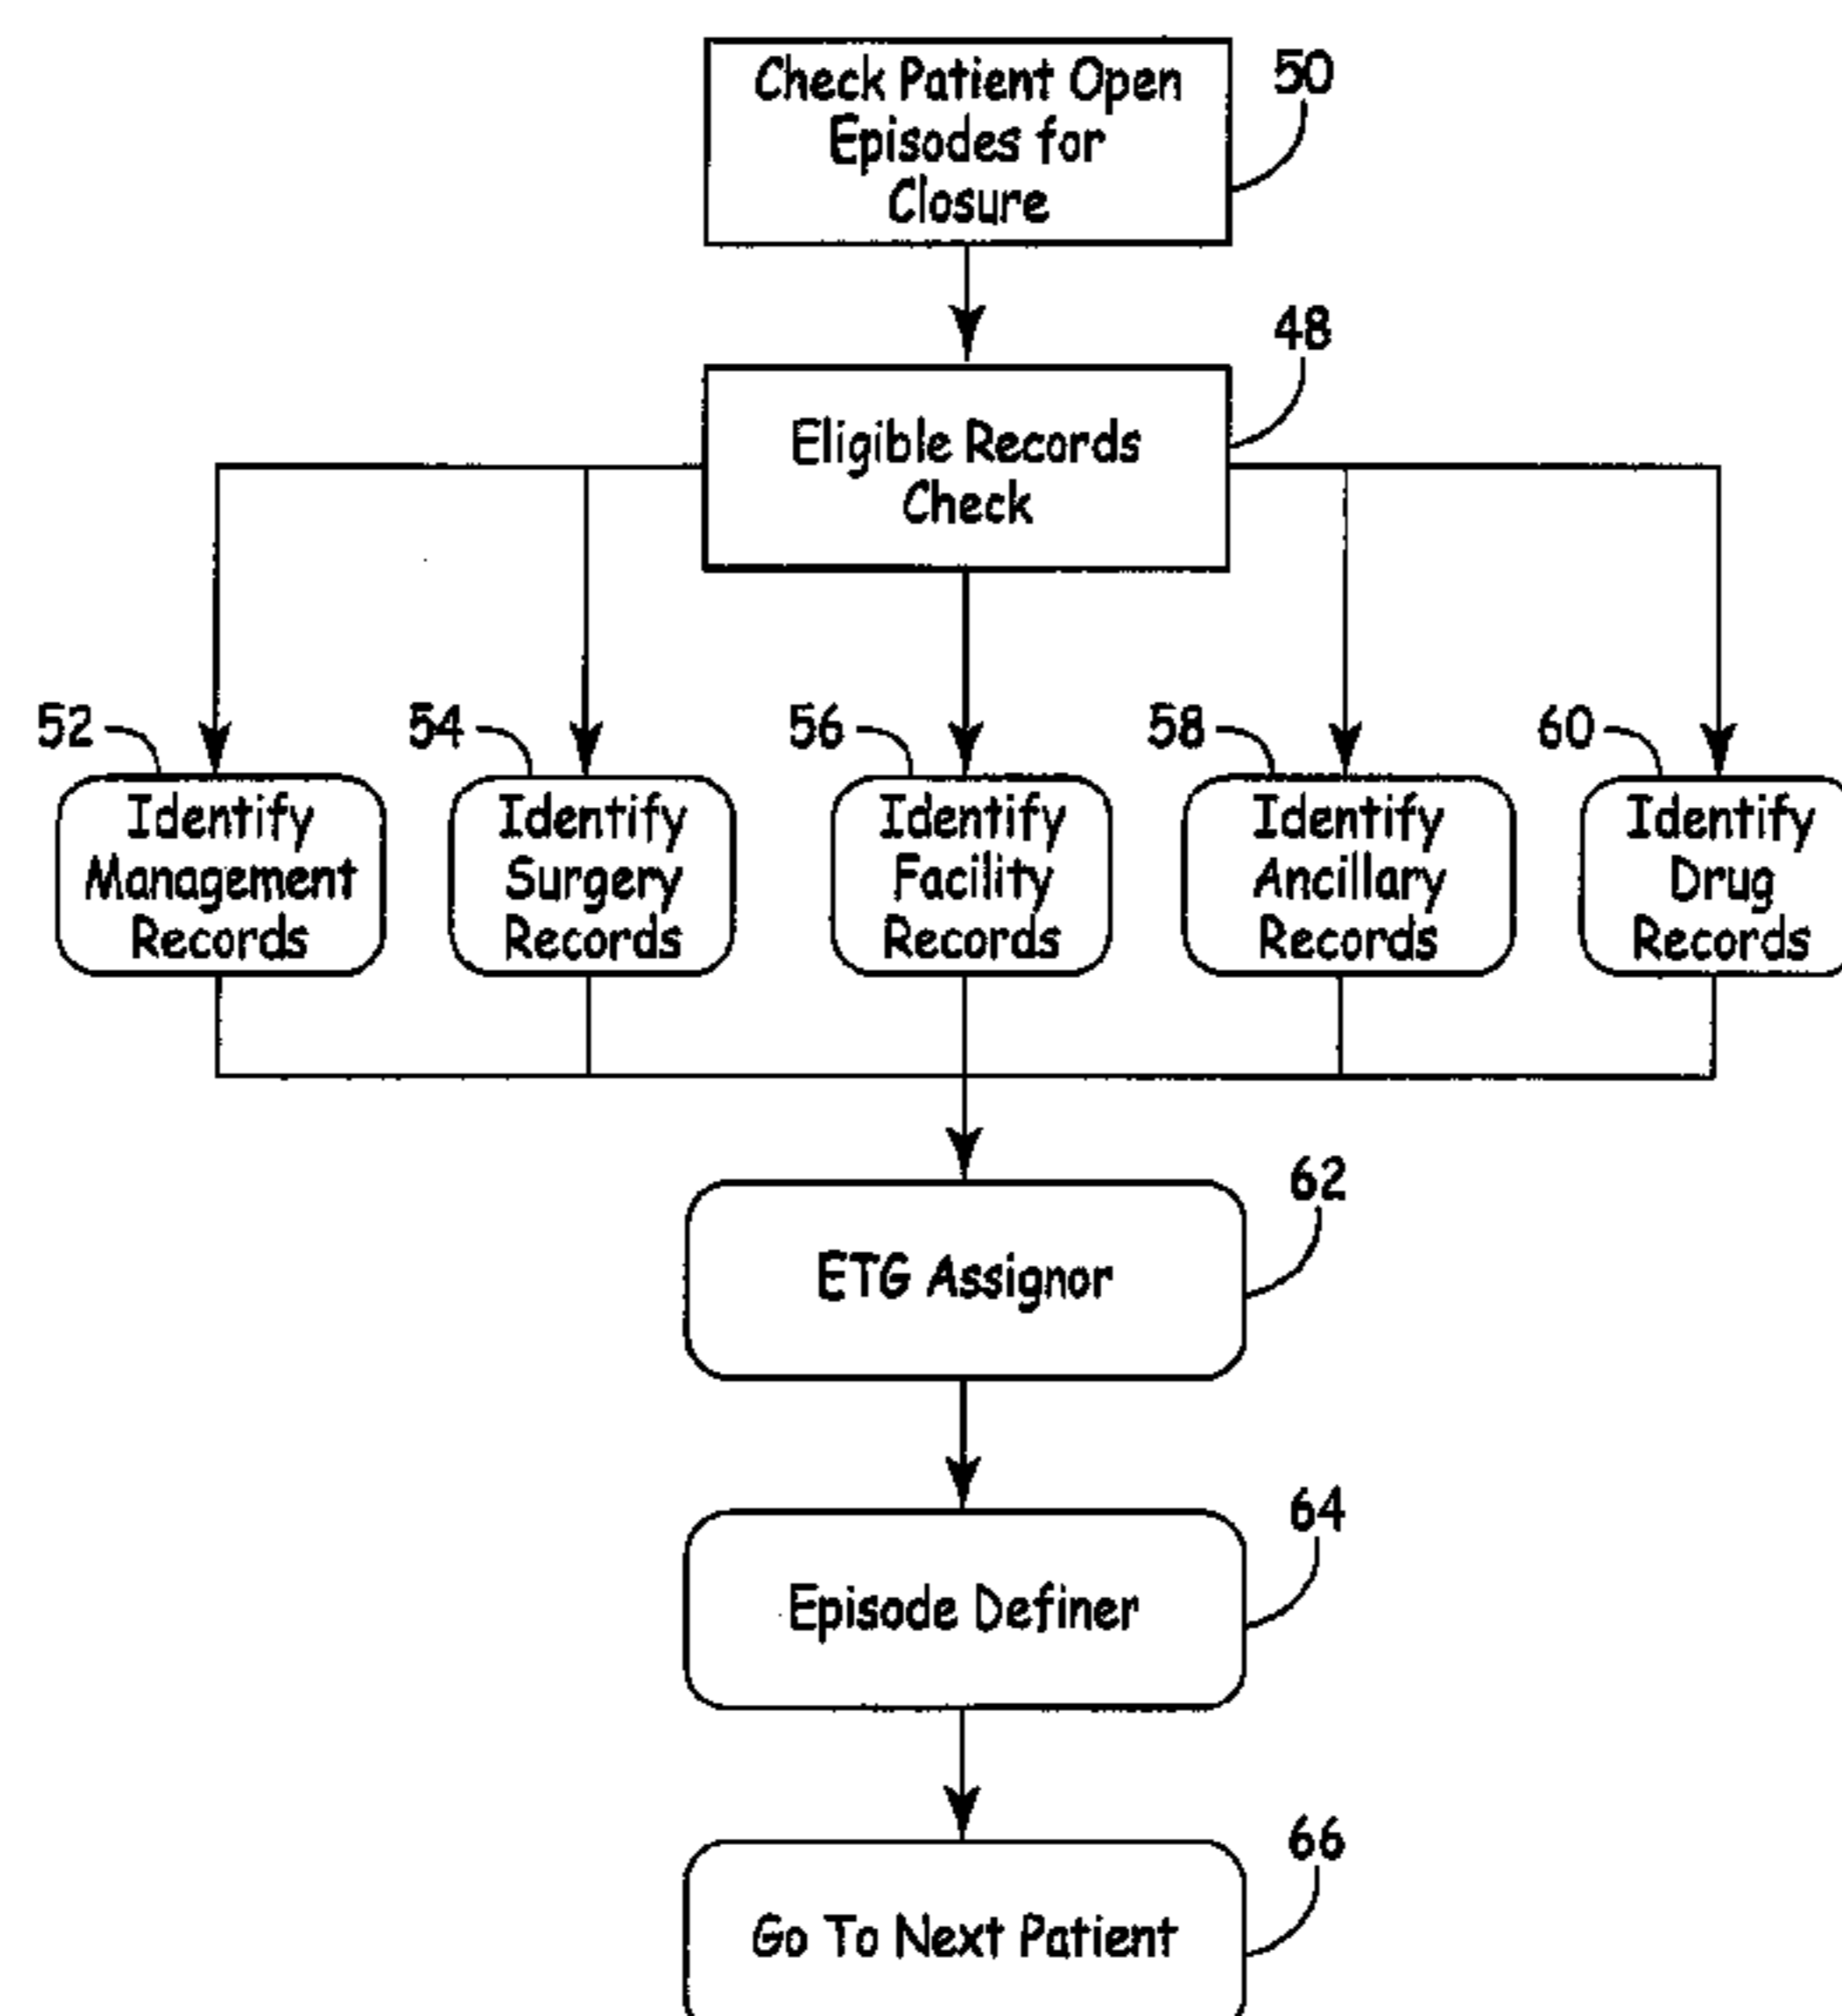 Check Patient Open
50
Episodes for
Closure
48
Eligible Records
Check
52
54
56
58
60
Identify
Management
Records
Identify
Surgery
Records
Identify
Facility
Records
Identify
Ancillary
Records
Identify
Drug
Records
62
ETG Assignor
64
Episode Definer
66
Go To Next Patient